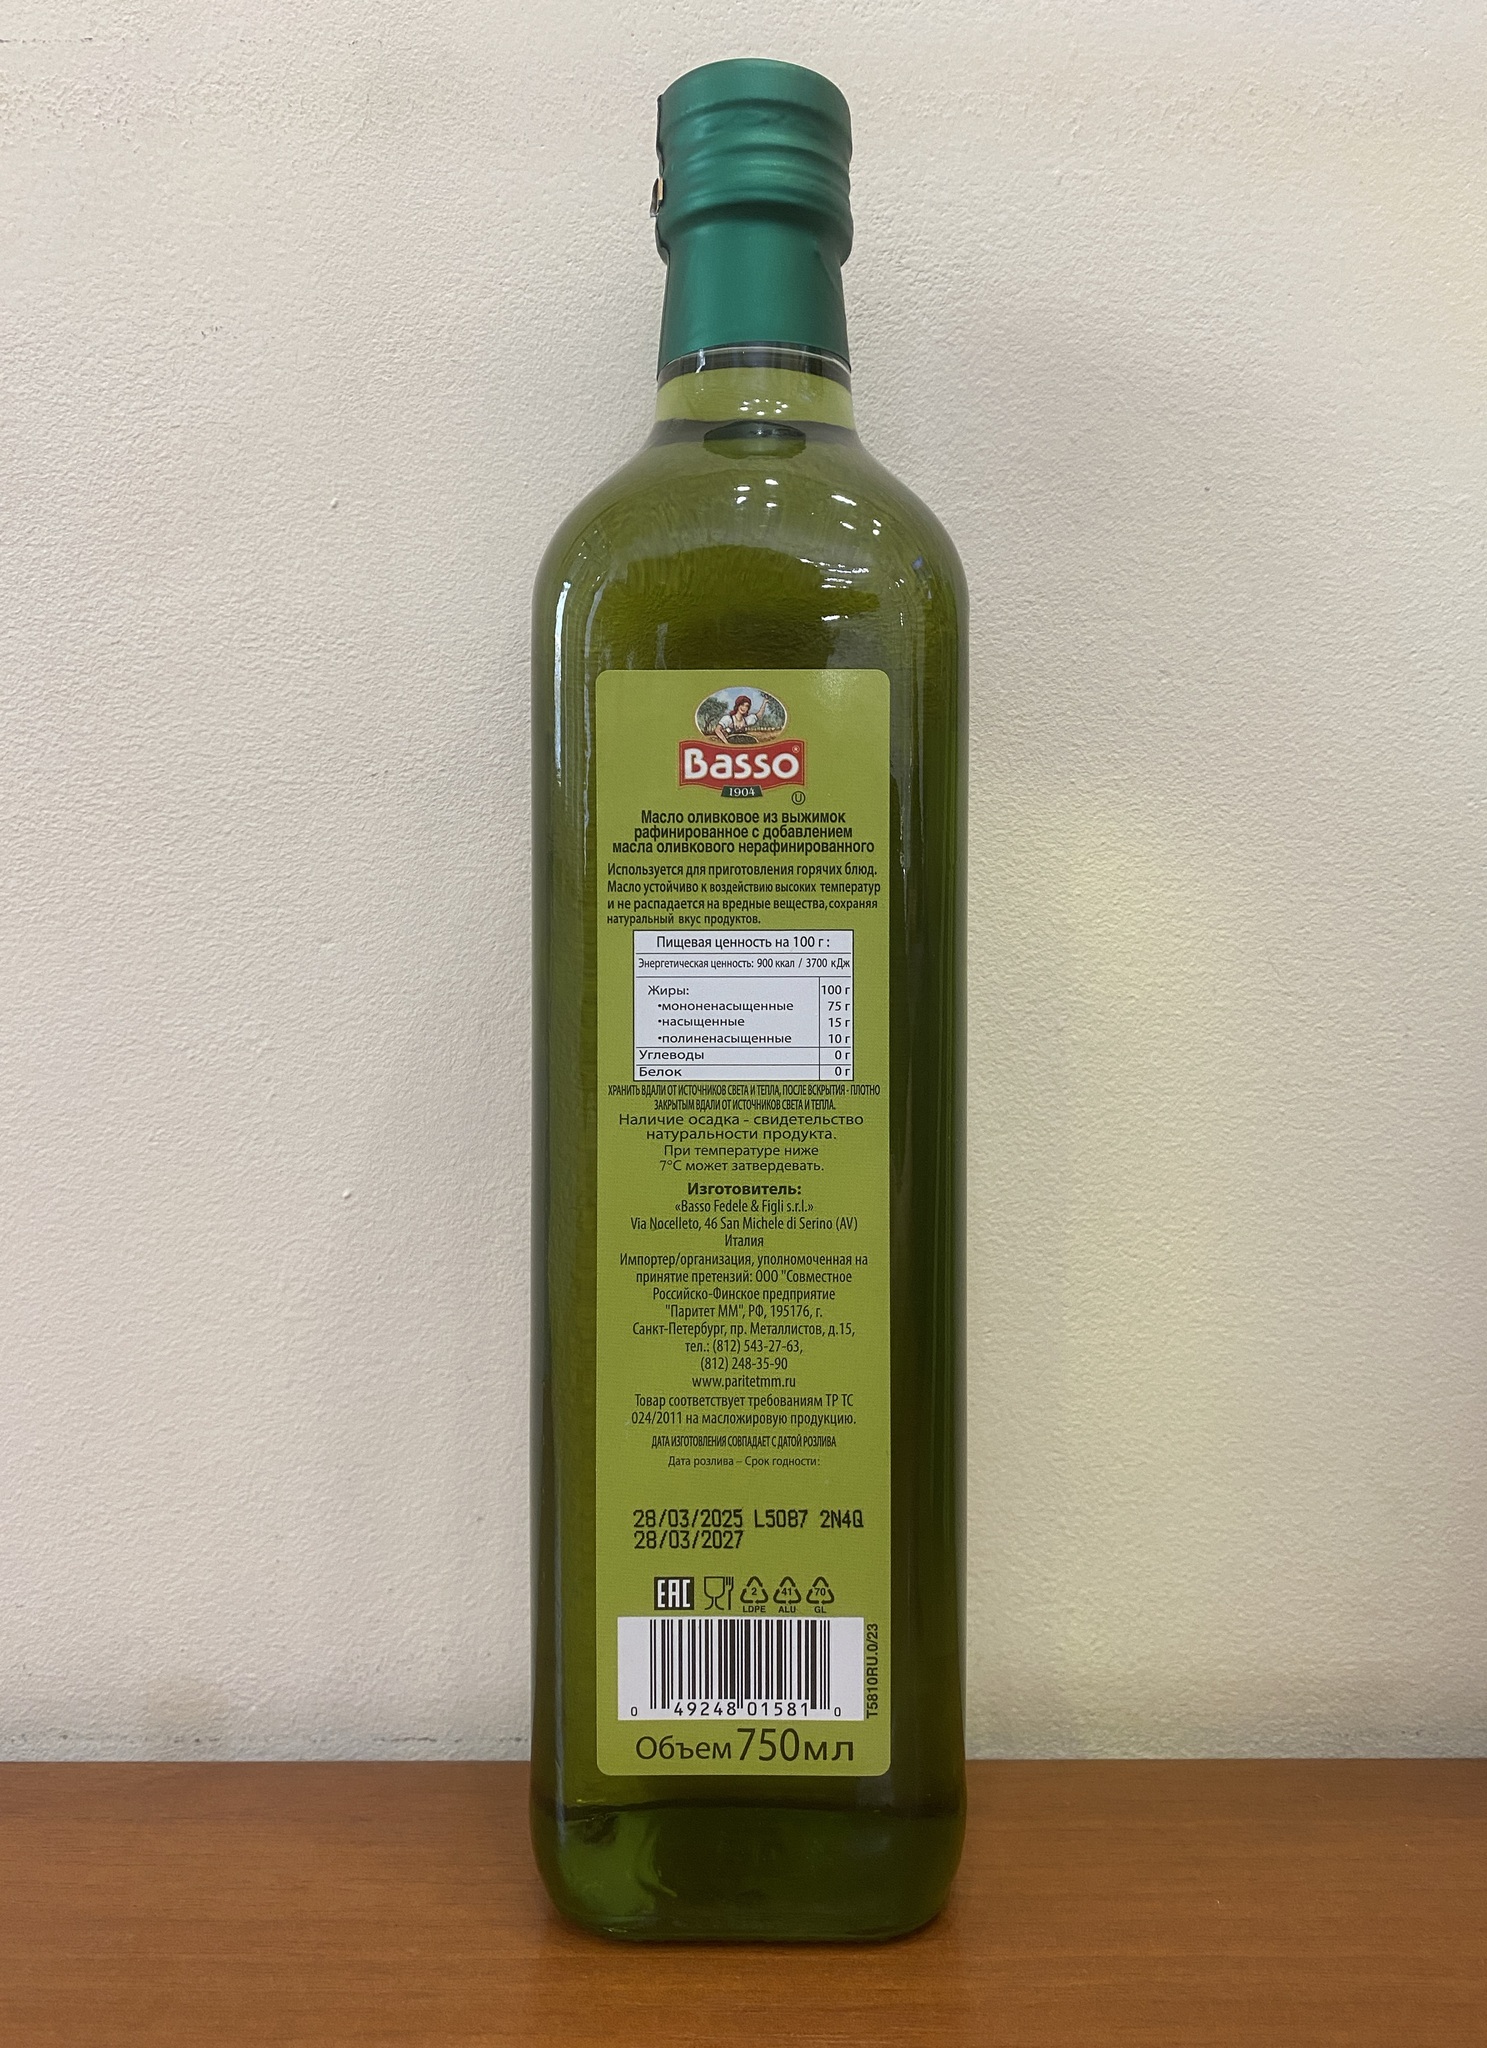 Basso®
1904
U
Масло оливковое из выжимок
рафинированное с добавлением
масла оливкового нерафинированного
Используется для приготовления горячих блюд.
Масло устойчиво к воздействию высоких температур
и не распадается на вредные вещества, сохраняя
натуральный вкус продуктов.
Пищевая ценность на 100 г :
Энергетическая ценность: 900 ккал / 3700 кДж
Жиры: 100 г
•мононенасыщенные 75 г
•насыщенные 15 г
•полиненасыщенные 10 г
Углеводы 0 г
Белок 0 г
ХРАНИТЬ ВДАЛИ ОТ ИСТОЧНИКОВ СВЕТА И ТЕПЛА, ПОСЛЕ ВСКРЫТИЯ - ПЛОТНО
ЗАКРЫТЫМ ВДАЛИ ОТ ИСТОЧНИКОВ СВЕТА И ТЕПЛА.
Наличие осадка - свидетельство
натуральности продукта.
При температуре ниже
7°С может затвердевать.
Изготовитель:
«Basso Fedele & Figli s.r.l.»
Via Nocelleto, 46 San Michele di Serino (AV)
Италия
Импортер/организация, уполномоченная на
принятие претензий: ООО "Совместное
Российско-Финское предприятие
"Паритет ММ", РФ, 195176, г.
Санкт-Петербург, пр. Металлистов, д.15,
тел.: (812) 543-27-63,
(812) 248-35-90
www.paritetmm.ru
Товар соответствует требованиям ТР ТС
024/2011 на масложировую продукцию.
ДАТА ИЗГОТОВЛЕНИЯ СОВПАДАЕТ С ДАТОЙ РОЗЛИВА
Дата розлива – Срок годности:
28/03/2025 L5087 2N4Q
28/03/2027
EAC
2 41 70
LDPE ALU GL
T5810RU.0/23
0 49248 01581 0
Объем 750мл